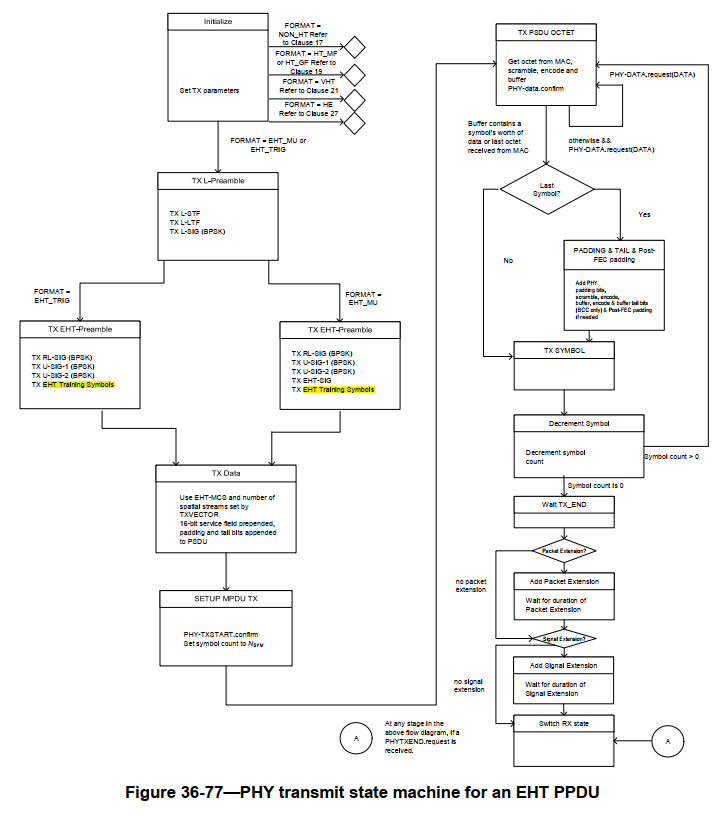 Initialize
Set TX parameters
FORMAT =
NON_HT Refer
to Clause 17
FORMAT = HT_MF
or HT_GF Refer to
Clause 19
FORMAT = VHT
Refer to Clause 21
FORMAT = HE
Refer to Clause 27
FORMAT = EHT_MU or
EHT_TRIG
TX L-Preamble
TX L-STF
TX L-LTF
TX L-SIG (BPSK)
FORMAT =
EHT_TRIG
FORMAT =
EHT_MU
TX EHT-Preamble
TX RL-SIG (BPSK)
TX U-SIG-1 (BPSK)
TX U-SIG-2 (BPSK)
TX EHT Training Symbols
TX EHT-Preamble
TX RL-SIG (BPSK)
TX U-SIG-1 (BPSK)
TX U-SIG-2 (BPSK)
TX EHT-SIG
TX EHT Training Symbols
TX Data
Use EHT-MCS and number of
spatial streams set by
TXVECTOR
16-bit service field prepended,
padding and tail bits appended
to PSDU
SETUP MPDU TX
PHY-TXSTART.confirm
Set symbol count to NSYM
TX PSDU OCTET
Get octet from MAC,
scramble, encode and
buffer
PHY-data.confirm
PHY-DATA.request(DATA)
Buffer contains a
symbol's worth of
data or last octet
received from MAC
otherwise &&
PHY-DATA.request(DATA)
Last
Symbol?
Yes
No
PADDING & TAIL & Post-
FEC padding
Add PHY
padding bits,
scramble, encode,
buffer, encode & buffer tail bits
(BCC only) & Post-FEC padding
if needed
TX SYMBOL
Decrement Symbol
Decrement symbol
count
Symbol count > 0
Symbol count is 0
Wait TX_END
Packet Extension?
no packet
extension
Add Packet Extension
Wait for duration of
Packet Extension
Signal Extension?
no signal
extension
Add Signal Extension
Wait for duration of
Signal Extension
Switch RX state
A
A
At any stage in the
above flow diagram, if a
PHYTXEND.request is
received.
Figure 36-77—PHY transmit state machine for an EHT PPDU